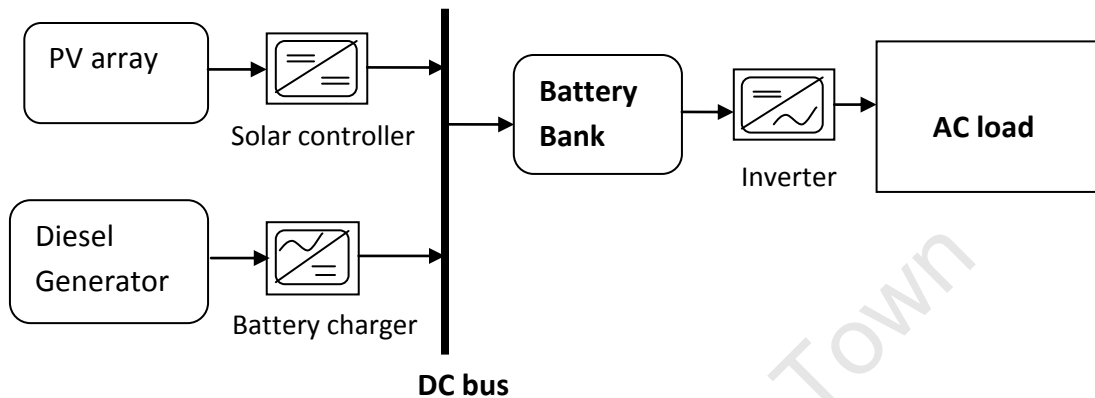 PV array
Solar controller
Battery
Bank
Inverter
AC load
Diesel
Generator
Battery charger
DC bus
Town